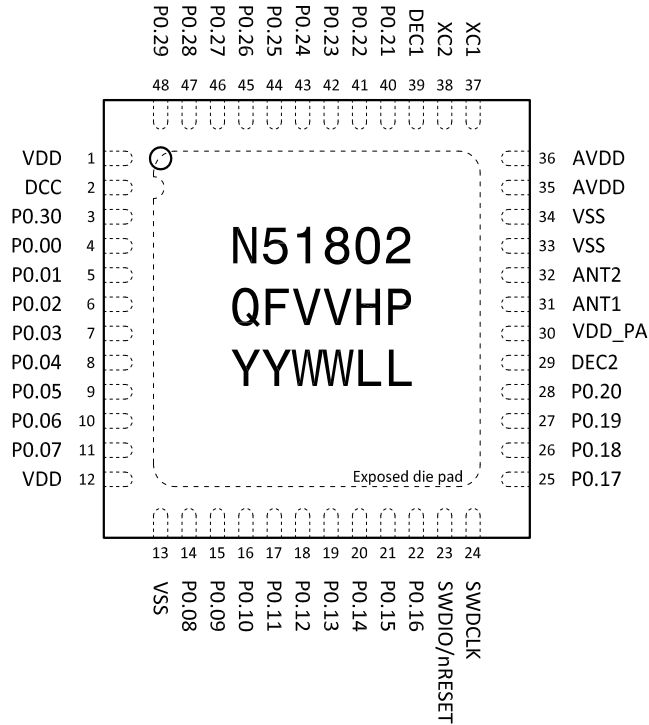 P0.29 P0.28 P0.27 P0.26 P0.25 P0.24 P0.23 P0.22 P0.21 DEC1 XC2 XC1
48 47 46 45 44 43 42 41 40 39 38 37
VDD 1 36 AVDD
DCC 2 35 AVDD
P0.30 3 34 VSS
P0.00 4 33 VSS
P0.01 5 32 ANT2
P0.02 6 31 ANT1
P0.03 7 30 VDD_PA
P0.04 8 29 DEC2
P0.05 9 28 P0.20
P0.06 10 27 P0.19
P0.07 11 26 P0.18
VDD 12 25 P0.17
N51802
QFVVHP
YYWWLL
Exposed die pad
13 14 15 16 17 18 19 20 21 22 23 24
VSS P0.08 P0.09 P0.10 P0.11 P0.12 P0.13 P0.14 P0.15 P0.16 SWDIO/nRESET SWDCLK